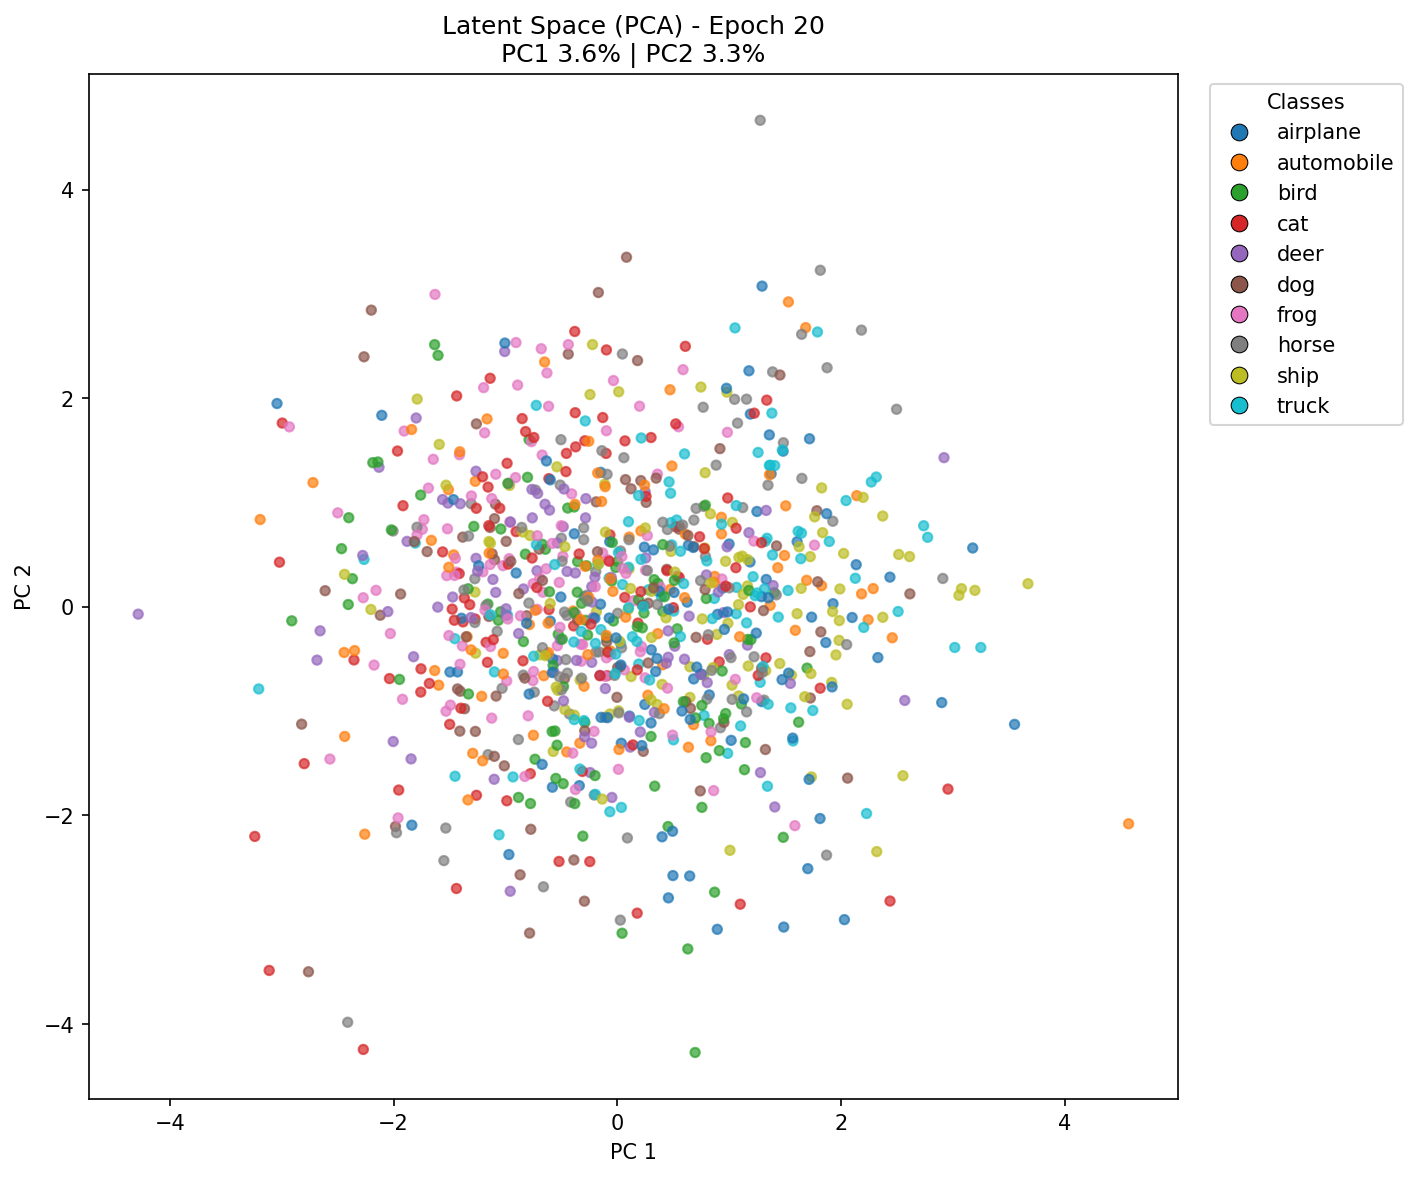 Latent Space (PCA) - Epoch 20
PC1 3.6% | PC2 3.3%
Classes
airplane
automobile
bird
cat
deer
dog
frog
horse
ship
truck
4
2
0
−2
−4
PC 2
−4
−2
0
2
4
PC 1